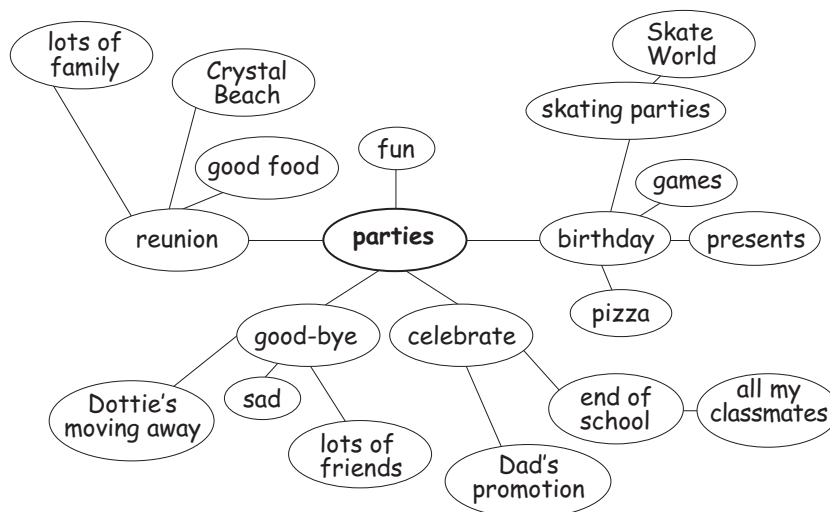 lots of
family
Crystal
Beach
good food
reunion
fun
parties
Skate
World
skating parties
games
birthday
presents
pizza
good-bye
Dottie's
moving away
sad
lots of
friends
celebrate
Dad's
promotion
end of
school
all my
classmates